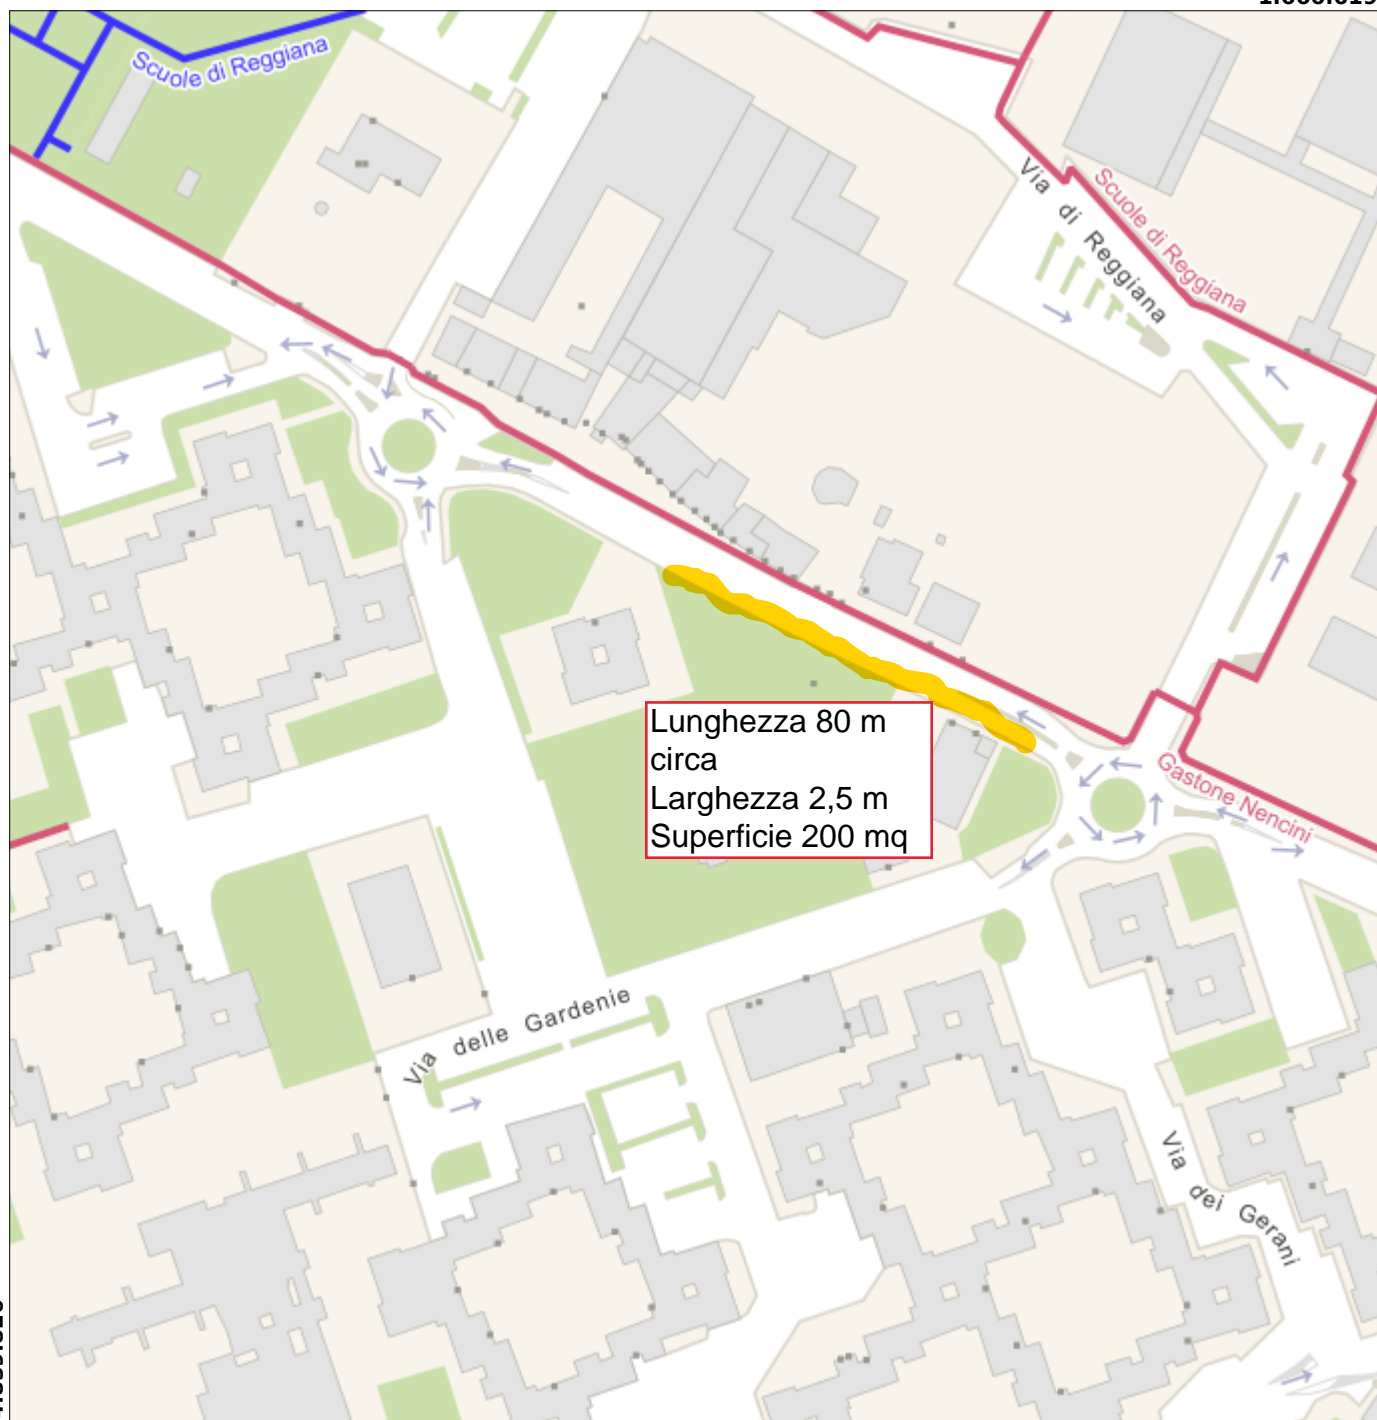 Scuole di Reggiana
Via di Reggiana
Scuole di Reggiana
Lunghezza 80 m
circa
Larghezza 2,5 m
Superficie 200 mq
Gastone Nencini
Via delle Gardenie
Via dei Gerani